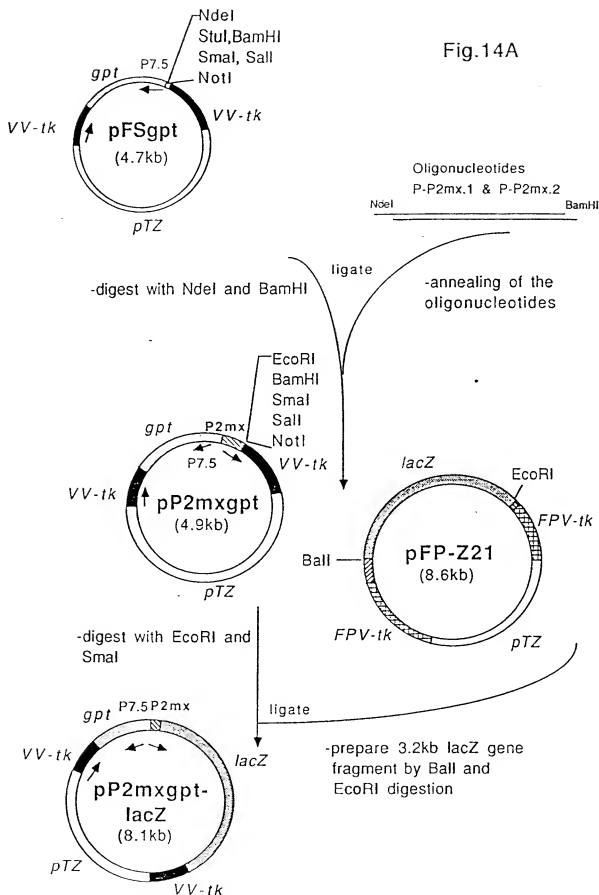 Fig.14A
NdeI
StuI,BamHI
SmaI, SalI
NotI
gpt
P7.5
VV-tk
VV-tk
pFSgpt
(4.7kb)
pTZ
Oligonucleotides
P-P2mx.1 & P-P2mx.2
NdeI
BamHI
ligate
-digest with NdeI and BamHI
-annealing of the
oligonucleotides
EcoRI
BamHI
SmaI
SalI
NotI
gpt
P2mx
P7.5
VV-tk
VV-tk
pP2mxgpt
(4.9kb)
pTZ
lacZ
EcoRI
FPV-tk
BalI
pFP-Z21
(8.6kb)
FPV-tk
pTZ
-digest with EcoRI and
SmaI
ligate
-prepare 3.2kb lacZ gene
fragment by BalI and
EcoRI digestion
gpt
P7.5 P2mx
VV-tk
lacZ
pP2mxgpt-
lacZ
(8.1kb)
pTZ
VV-tk